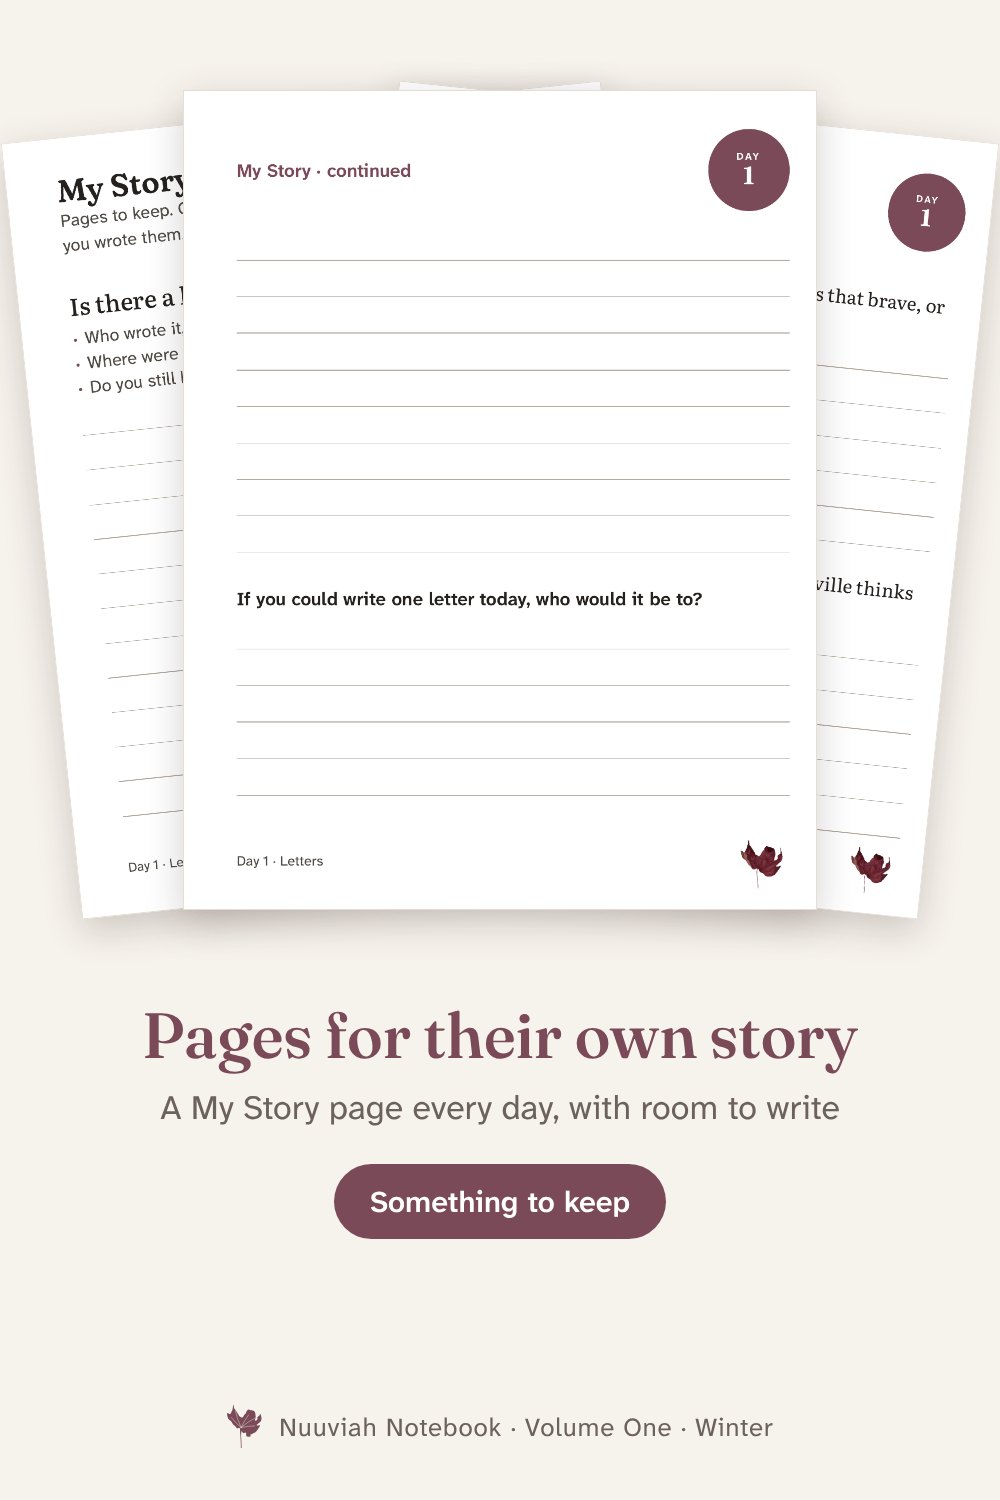 My Story
Pages to keep.
you wrote them.
Is there a
• Who wrote it.
• Where were
• Do you still
Day 1 · Le
My Story · continued
DAY
1
If you could write one letter today, who would it be to?
Day 1 · Letters
DAY
1
s that brave, or
ville thinks
Pages for their own story
A My Story page every day, with room to write
Something to keep
Nuuviah Notebook · Volume One · Winter